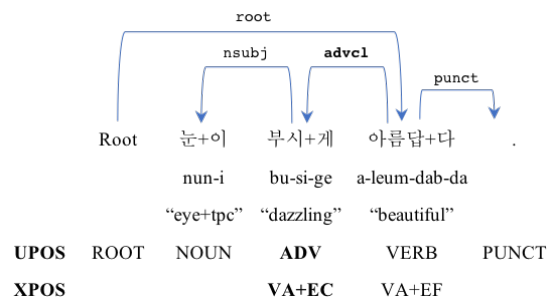 root
nsubj advcl
punct
Root 눈+이 부시+게 아름답+다 .
nun-i bu-si-ge a-leum-dab-da
“eye+tpc” “dazzling” “beautiful”
UPOS ROOT NOUN ADV VERB PUNCT
XPOS VA+EC VA+EF